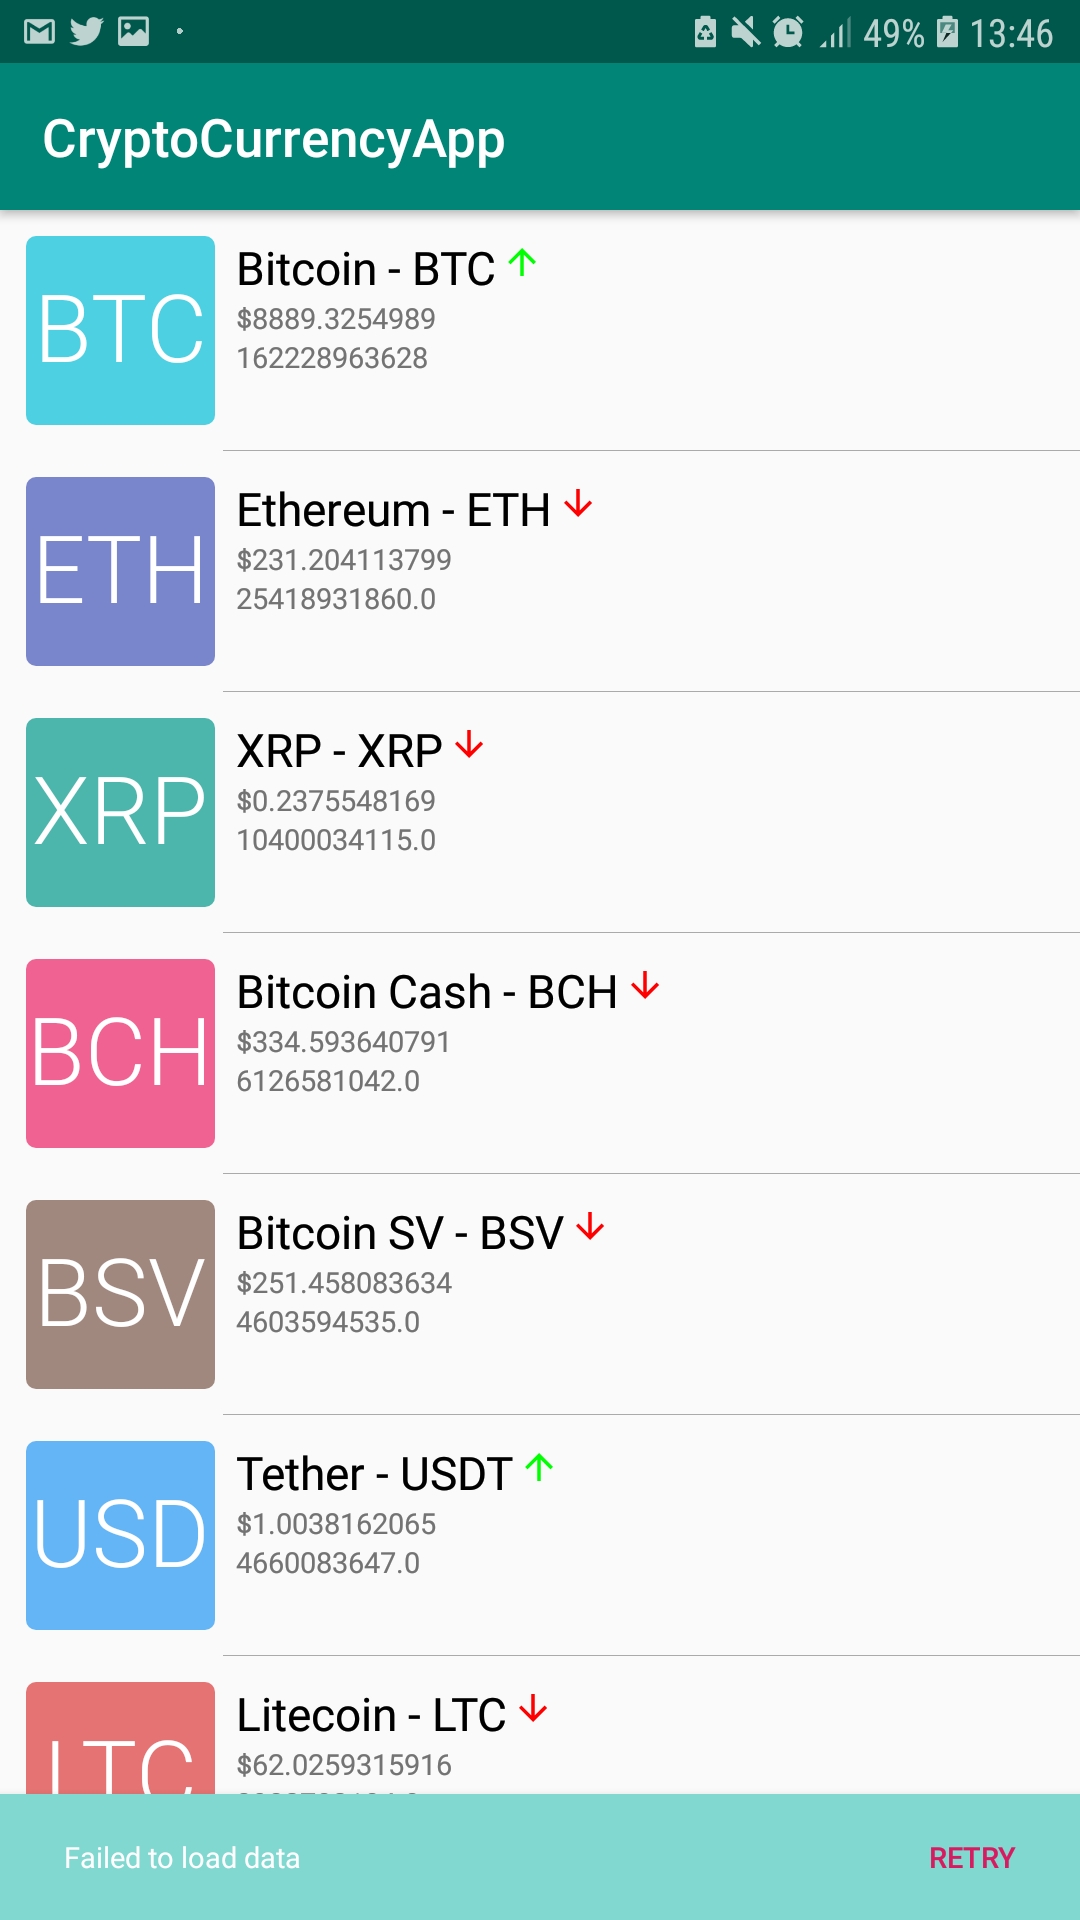 49% 13:46
CryptoCurrencyApp
BTC
Bitcoin - BTC
$8889.3254989
162228963628
ETH
Ethereum - ETH
$231.204113799
25418931860.0
XRP
XRP - XRP
$0.2375548169
10400034115.0
BCH
Bitcoin Cash - BCH
$334.593640791
6126581042.0
BSV
Bitcoin SV - BSV
$251.458083634
4603594535.0
USD
Tether - USDT
$1.0038162065
4660083647.0
LTC
Litecoin - LTC
$62.0259315916
Failed to load data RETRY